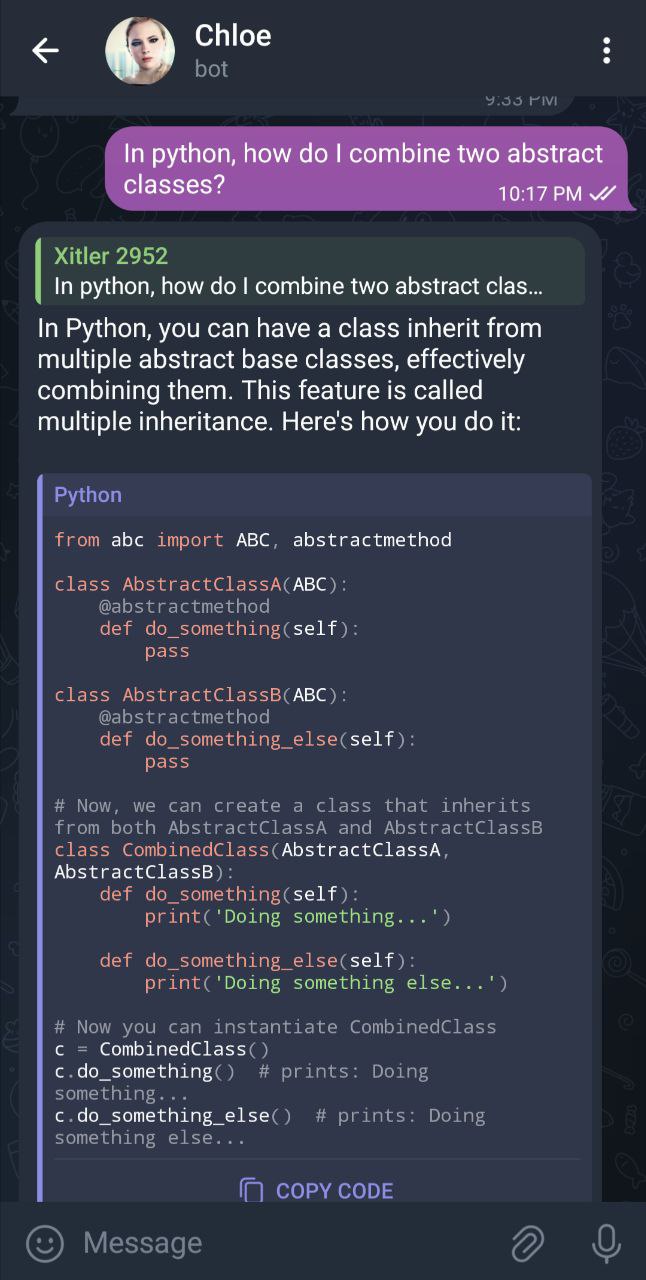 Chloe
bot
9:33 PM
In python, how do I combine two abstract
classes?
10:17 PM
Xitler 2952
In python, how do I combine two abstract clas...
In Python, you can have a class inherit from
multiple abstract base classes, effectively
combining them. This feature is called
multiple inheritance. Here's how you do it:
Python
from abc import ABC, abstractmethod
class AbstractClassA(ABC):
    @abstractmethod
    def do_something(self):
        pass
class AbstractClassB(ABC):
    @abstractmethod
    def do_something_else(self):
        pass
# Now, we can create a class that inherits
from both AbstractClassA and AbstractClassB
class CombinedClass(AbstractClassA,
AbstractClassB):
    def do_something(self):
        print('Doing something...')
    def do_something_else(self):
        print('Doing something else...')
# Now you can instantiate CombinedClass
c = CombinedClass()
c.do_something()  # prints: Doing
something...
c.do_something_else()  # prints: Doing
something else...
COPY CODE
Message